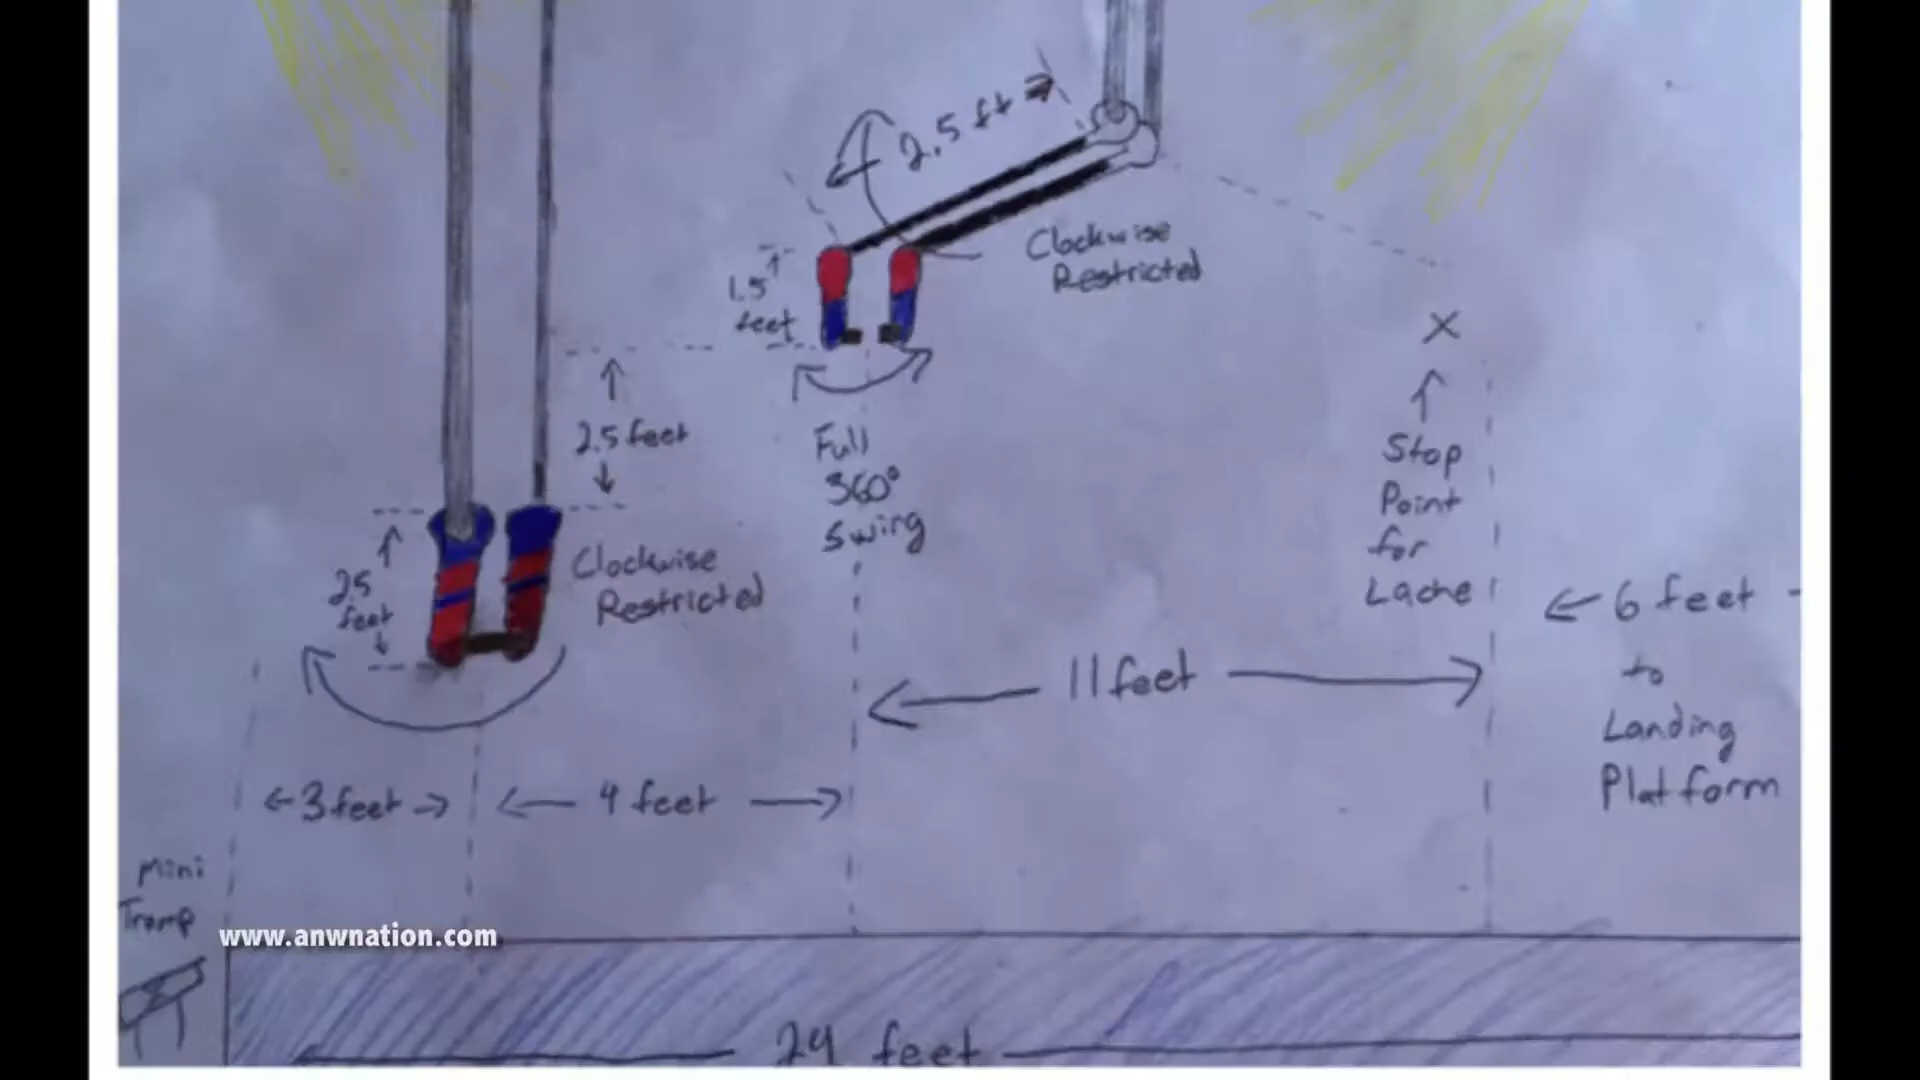 2.5 ft
Clockwise
Restricted
1.5
feet
2.5 feet
Full
360°
Swing
X
Stop
Point
for
Lache
2.5
feet
Clockwise
Restricted
← 6 feet
to
Landing
Platform
11 feet
3 feet
4 feet
Mini
Tramp
www.anwnation.com
24 feet